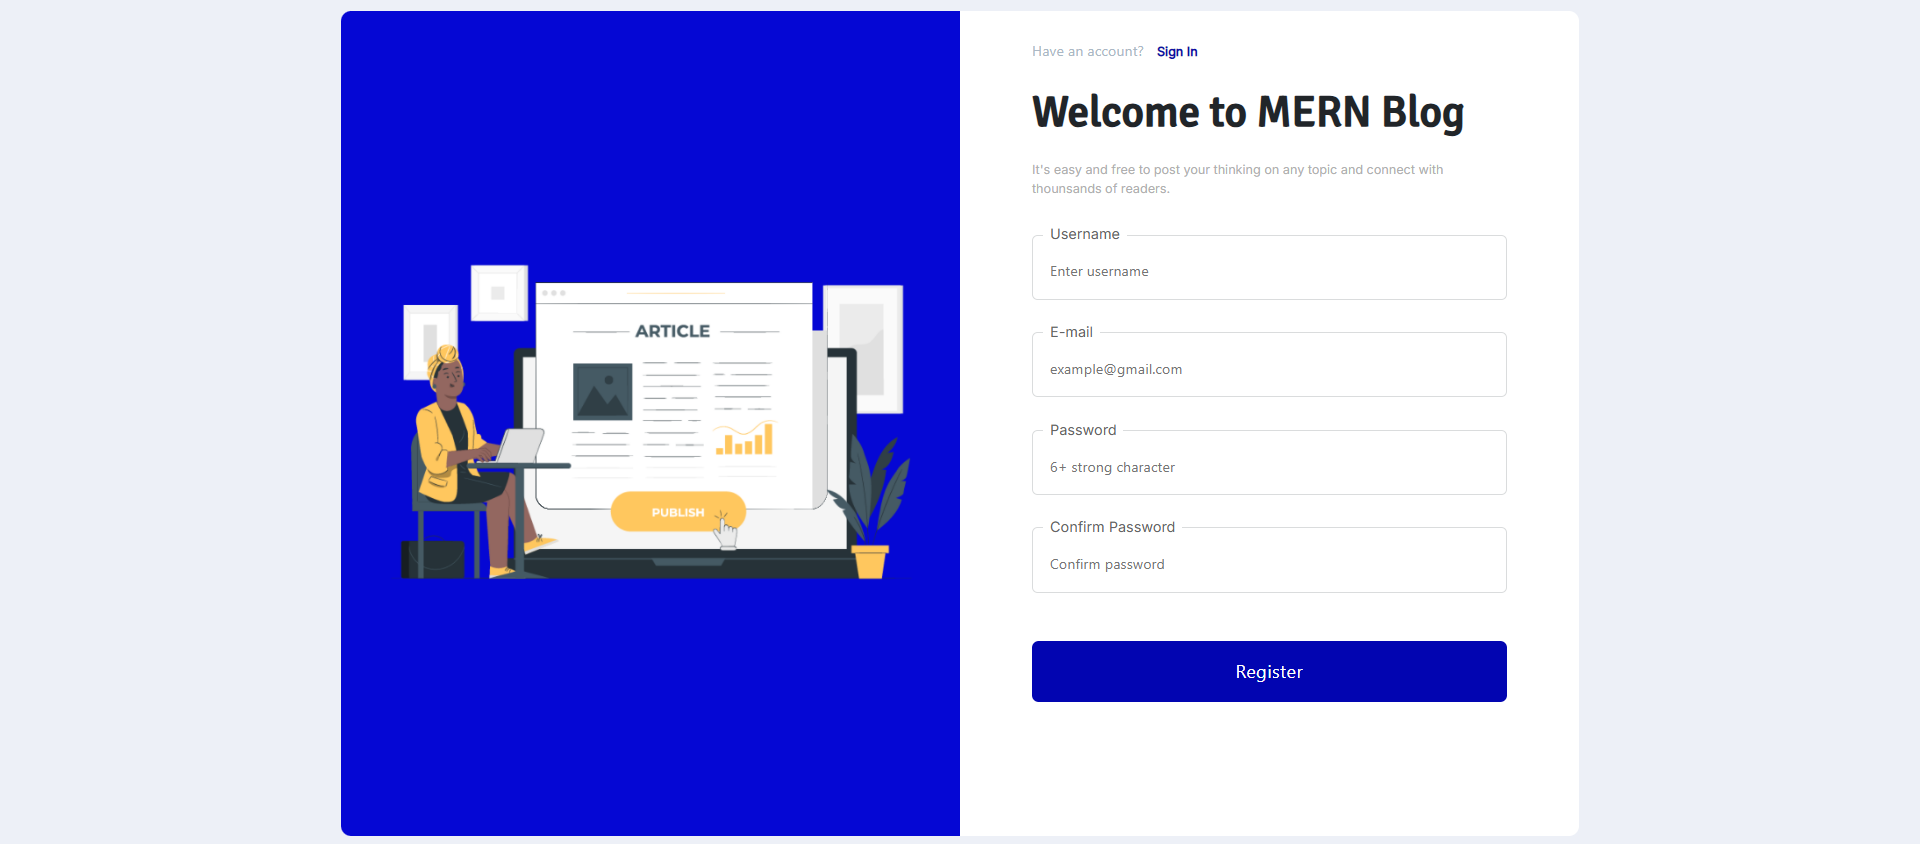 Have an account? Sign In
Welcome to MERN Blog
It's easy and free to post your thinking on any topic and connect with
thounsands of readers.
Username
Enter username
E-mail
example@gmail.com
Password
6+ strong character
Confirm Password
Confirm password
Register
ARTICLE
PUBLISH